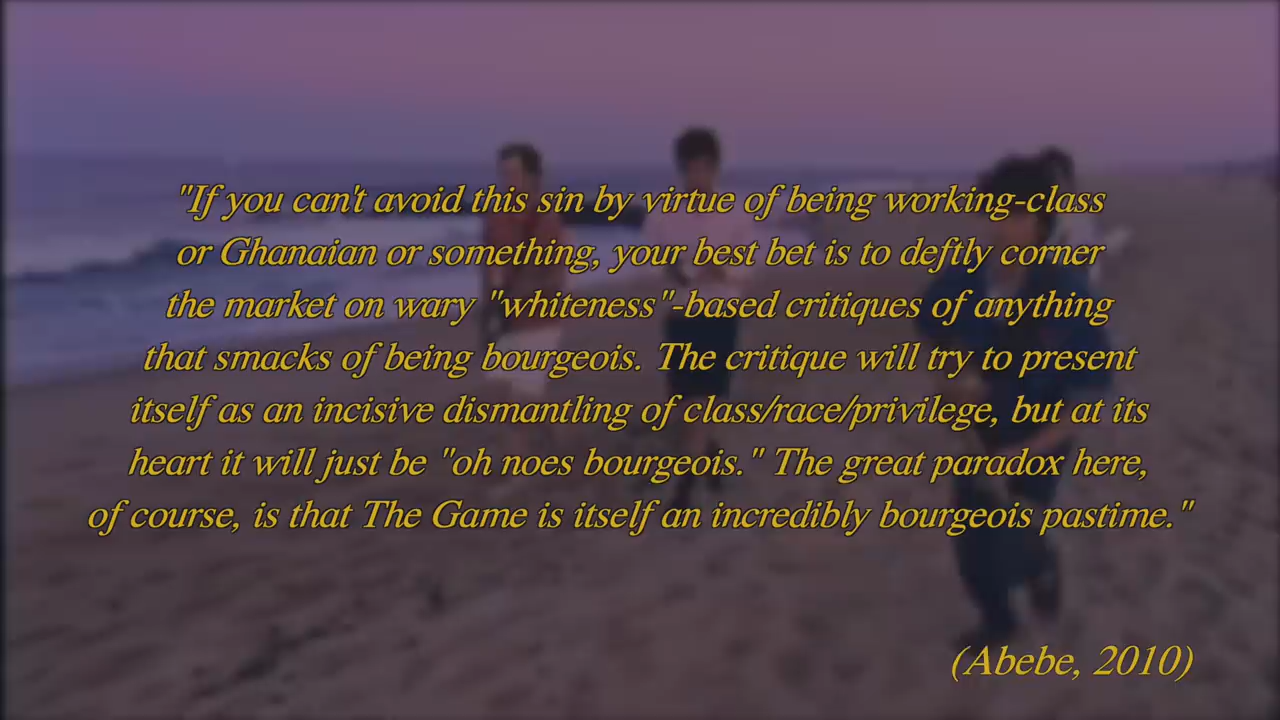 "If you can't avoid this sin by virtue of being working-class
or Ghanaian or something, your best bet is to deftly corner
the market on wary "whiteness"-based critiques of anything
that smacks of being bourgeois. The critique will try to present
itself as an incisive dismantling of class/race/privilege, but at its
heart it will just be "oh noes bourgeois." The great paradox here,
of course, is that The Game is itself an incredibly bourgeois pastime."
(Abebe, 2010)